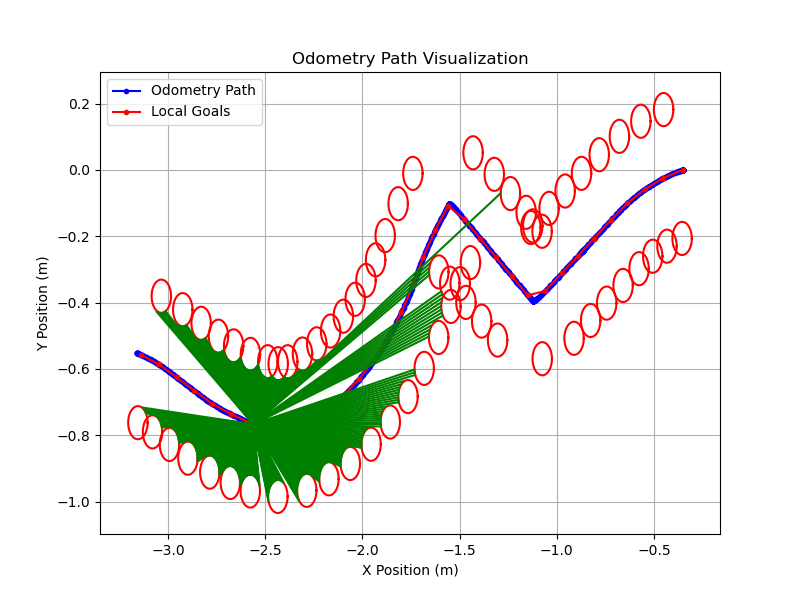 Odometry Path Visualization
Odometry Path
Local Goals
0.2
0.0
−0.2
−0.4
−0.6
−0.8
−1.0
Y Position (m)
−3.0 −2.5 −2.0 −1.5 −1.0 −0.5
X Position (m)